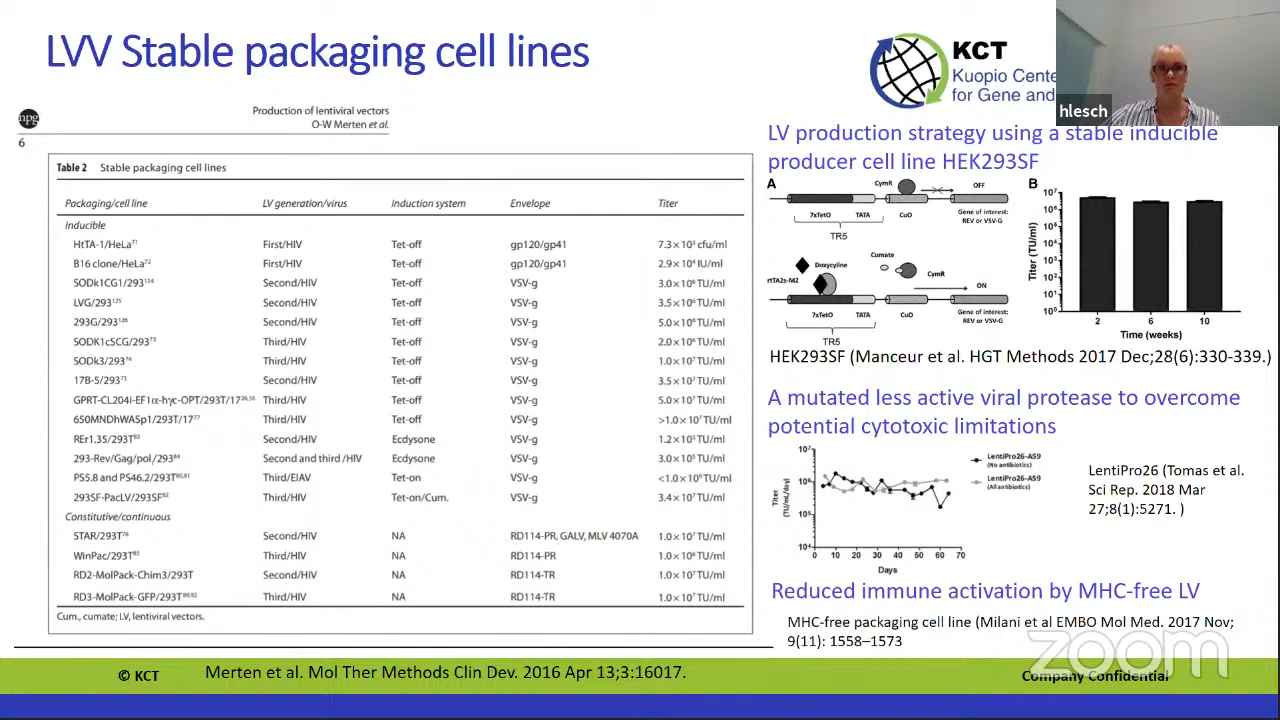 LVV Stable packaging cell lines
KCT
Kuopio Cente
for Gene and
hlesch
npg
6
Production of lentiviral vectors
O-W Merten et al.
Table 2 Stable packaging cell lines
Packaging/cell line LV generation/virus Induction system Envelope Titer
Inducible
HtTA-1/HeLa71 First/HIV Tet-off gp120/gp41 7.3 × 10³ cfu/ml
B16 clone/HeLa72 First/HIV Tet-off gp120/gp41 2.9 × 10⁴ IU/ml
SODk1CG1/293124 Second/HIV Tet-off VSV-g 3.0 × 10⁶ TU/ml
LVG/293125 Second/HIV Tet-off VSV-g 3.5 × 10⁶ TU/ml
293G/293126 Second/HIV Tet-off VSV-g 5.0 × 10⁶ TU/ml
SODK1cSCG/29373 Third/HIV Tet-off VSV-g 2.0 × 10⁶ TU/ml
SODk3/29374 Third/HIV Tet-off VSV-g 1.0 × 10⁷ TU/ml
17B-5/29375 Second/HIV Tet-off VSV-g 3.5 × 10⁷ TU/ml
GPRT-CL204i-EF1α-hγc-OPT/293T/1726,56 Third/HIV Tet-off VSV-g 5.0 × 10⁷ TU/ml
650MNDhWASp1/293T/1777 Third/HIV Tet-off VSV-g >1.0 × 10⁷ TU/ml
REr1.35/293T83 Second/HIV Ecdysone VSV-g 1.2 × 10⁵ TU/ml
293-Rev/Gag/pol/29384 Second and third /HIV Ecdysone VSV-g 3.0 × 10⁵ TU/ml
PS5.8 and PS46.2/293T80,81 Third/EIAV Tet-on VSV-g <1.0 × 10⁶ TU/ml
293SF-PacLV/293SF82 Third/HIV Tet-on/Cum. VSV-g 3.4 × 10⁷ TU/ml
Constitutive/continuous
STAR/293T78 Second/HIV NA RD114-PR, GALV, MLV 4070A 1.0 × 10⁷ TU/ml
WinPac/293T85 Third/HIV NA RD114-PR 1.0 × 10⁶ TU/ml
RD2-MolPack-Chim3/293T Second/HIV NA RD114-TR 1.0 × 10⁷ TU/ml
RD3-MolPack-GFP/293T89,92 Third/HIV NA RD114-TR 1.0 × 10⁷ TU/ml
Cum., cumate; LV, lentiviral vectors.
LV production strategy using a stable inducible
producer cell line HEK293SF
A
CymR OFF
7xTetO TATA CuO Gene of interest:
REV or VSV-G
TR5
Doxycyline Cumate
rtTA2s-M2 CymR ON
7xTetO TATA CuO Gene of interest:
REV or VSV-G
TR5
B
Titer (TU/ml)
10⁷
10⁶
10⁵
10⁴
10³
10²
10¹
10⁰
2 6 10
Time (weeks)
HEK293SF (Manceur et al. HGT Methods 2017 Dec;28(6):330-339.)
A mutated less active viral protease to overcome
potential cytotoxic limitations
Titer
(TU/mL/day)
10⁷
10⁶
10⁵
10⁴
0 10 20 30 40 50 60 70
Days
LentiPro26-A59
(No antibiotics)
LentiPro26-A59
(All antibiotics)
LentiPro26 (Tomas et al.
Sci Rep. 2018 Mar
27;8(1):5271. )
Reduced immune activation by MHC-free LV
MHC-free packaging cell line (Milani et al EMBO Mol Med. 2017 Nov;
9(11): 1558–1573
© KCT
Merten et al. Mol Ther Methods Clin Dev. 2016 Apr 13;3:16017.
Company Confidential
zoom